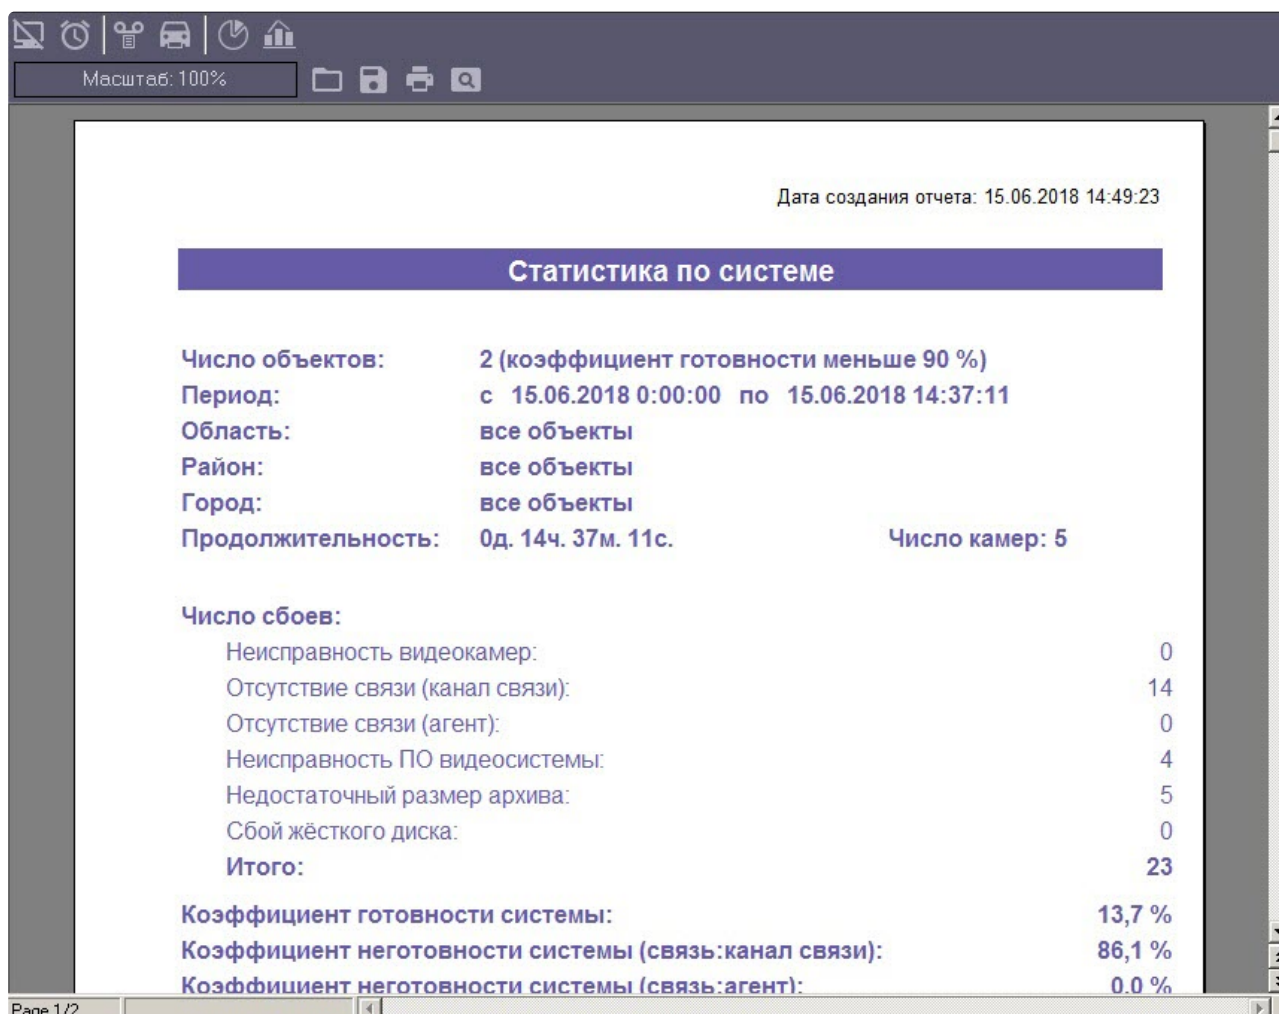 Масштаб: 100%
Дата создания отчета: 15.06.2018 14:49:23
Статистика по системе
Число объектов: 2 (коэффициент готовности меньше 90 %)
Период: с 15.06.2018 0:00:00 по 15.06.2018 14:37:11
Область: все объекты
Район: все объекты
Город: все объекты
Продолжительность: 0д. 14ч. 37м. 11с. Число камер: 5
Число сбоев:
Неисправность видеокамер: 0
Отсутствие связи (канал связи): 14
Отсутствие связи (агент): 0
Неисправность ПО видеосистемы: 4
Недостаточный размер архива: 5
Сбой жёсткого диска: 0
Итого: 23
Коэффициент готовности системы: 13,7 %
Коэффициент неготовности системы (связь:канал связи): 86,1 %
Коэффициент неготовности системы (связь:агент): 0.0 %
Page 1/2